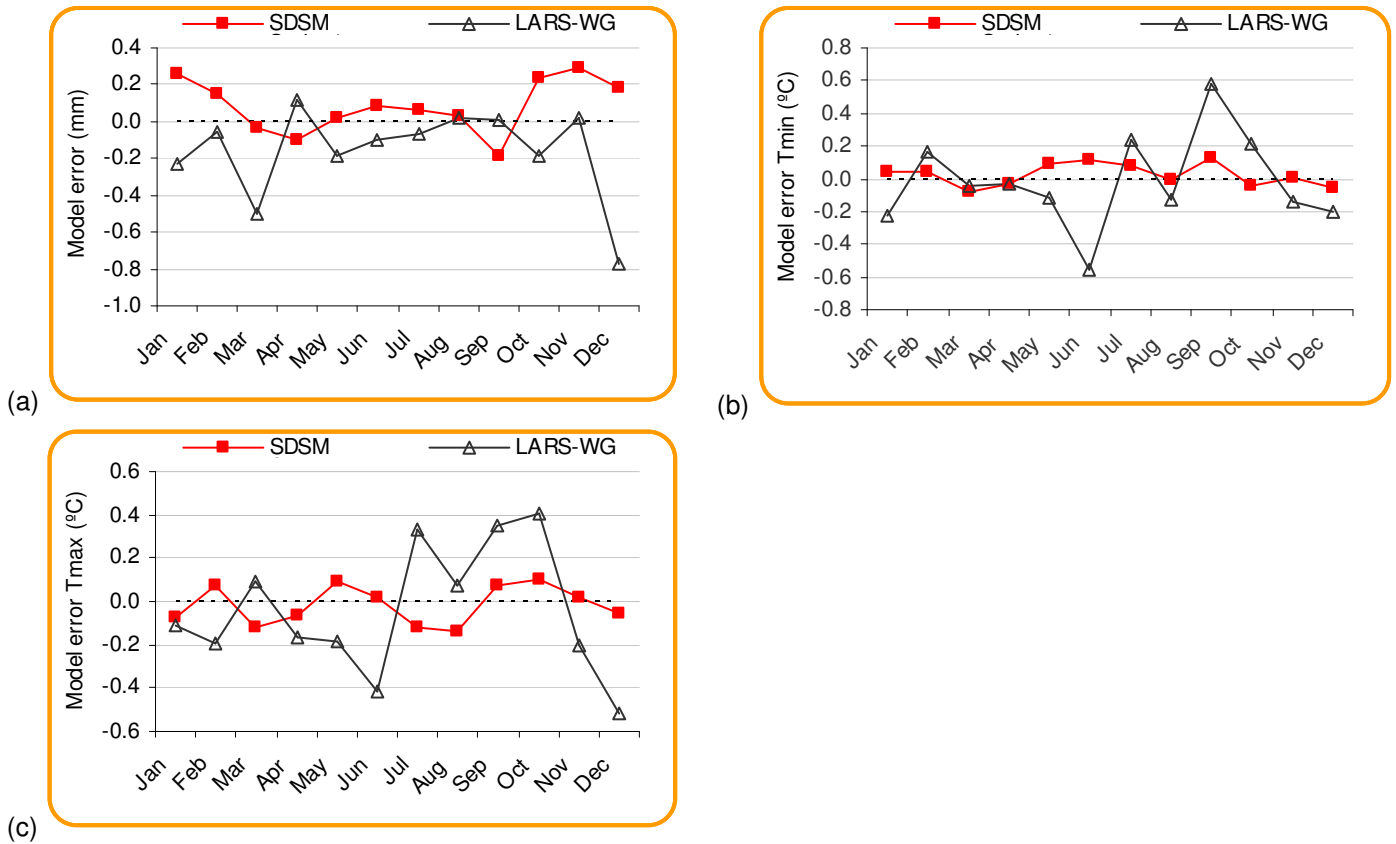 SDSM
LARS-WG
Model error (mm)
0.4
0.2
0.0
-0.2
-0.4
-0.6
-0.8
-1.0
Jan Feb Mar Apr May Jun Jul Aug Sep Oct Nov Dec
(a)
SDSM
LARS-WG
Model error Tmin (ºC)
0.8
0.6
0.4
0.2
0.0
-0.2
-0.4
-0.6
-0.8
Jan Feb Mar Apr May Jun Jul Aug Sep Oct Nov Dec
(b)
SDSM
LARS-WG
Model error Tmax (ºC)
0.6
0.4
0.2
0.0
-0.2
-0.4
-0.6
Jan Feb Mar Apr May Jun Jul Aug Sep Oct Nov Dec
(c)